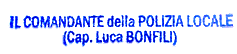 IL COMANDANTE della POLIZIA LOCALE
(Cap. Luca BONFILI)